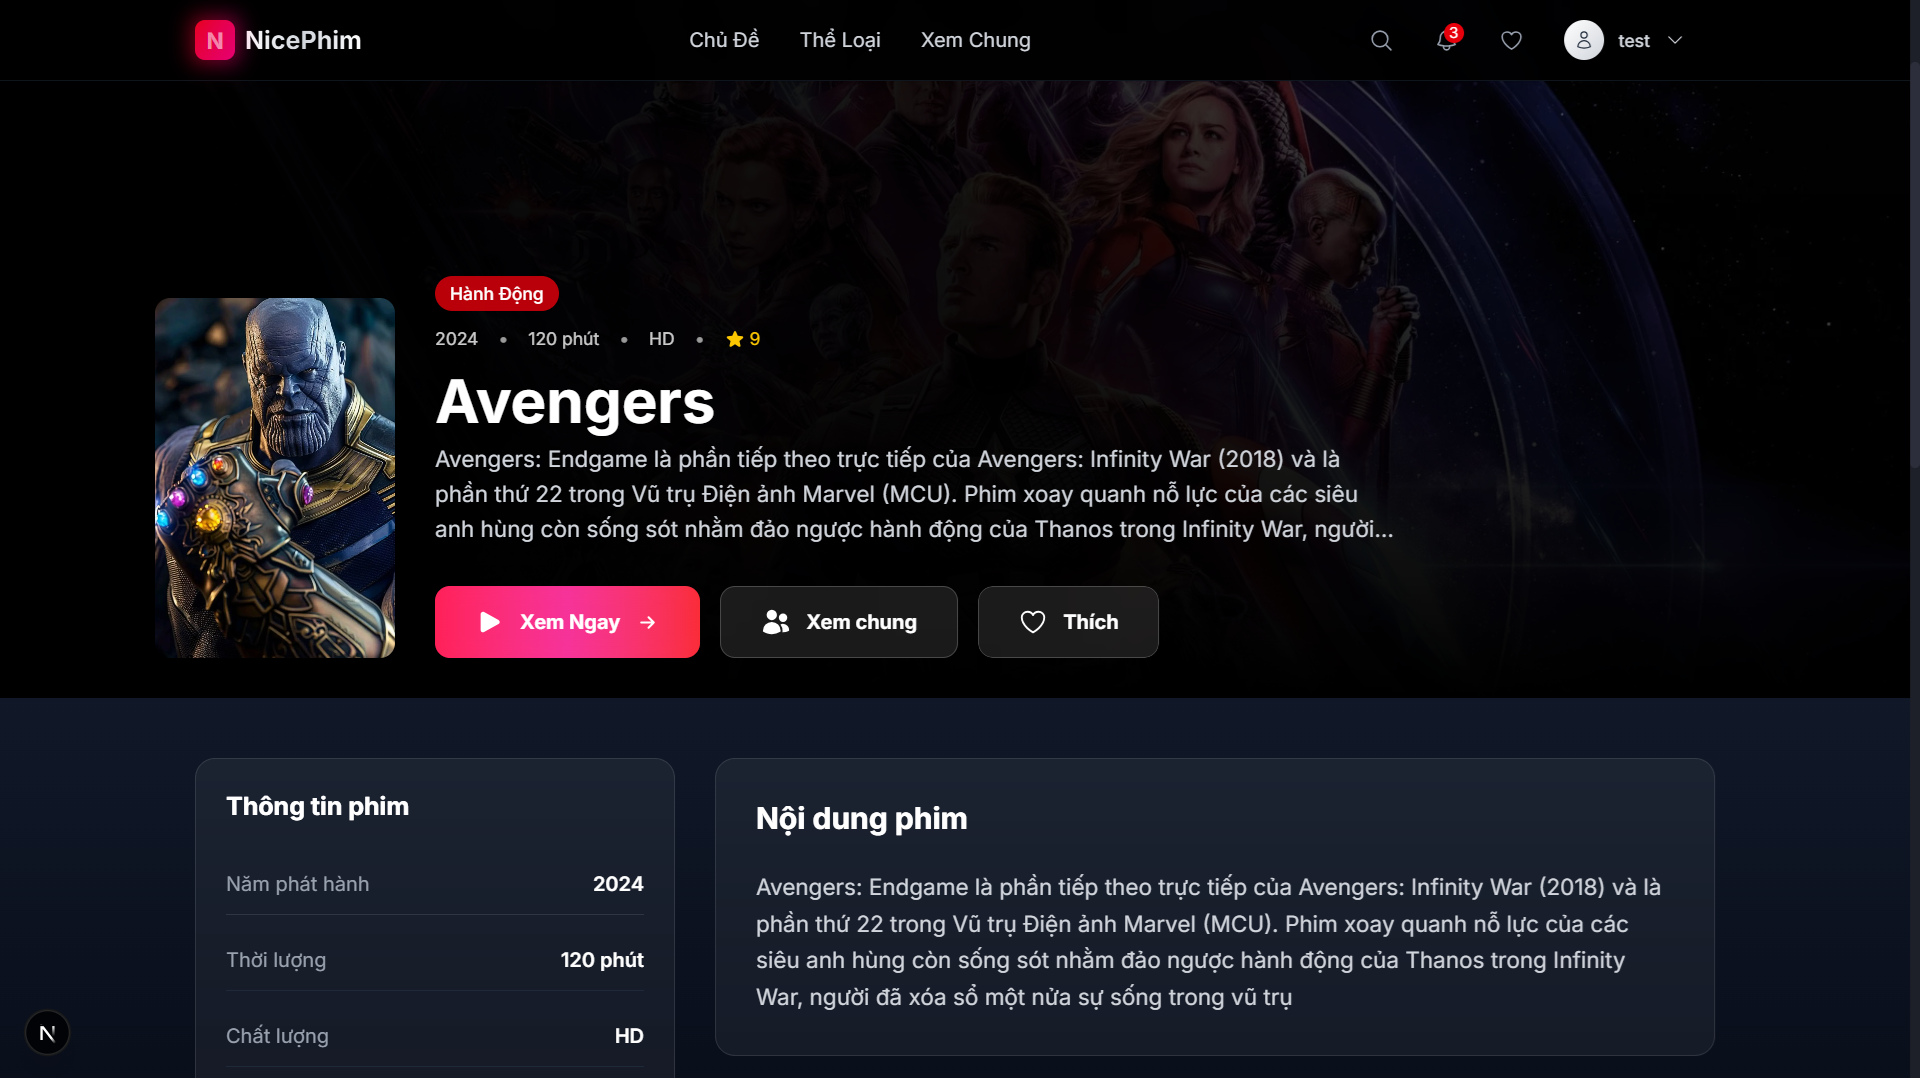 N NicePhim
Chủ Đề Thể Loại Xem Chung
3 test
Hành Động
2024 • 120 phút • HD • 9
Avengers
Avengers: Endgame là phần tiếp theo trực tiếp của Avengers: Infinity War (2018) và là
phần thứ 22 trong Vũ trụ Điện ảnh Marvel (MCU). Phim xoay quanh nỗ lực của các siêu
anh hùng còn sống sót nhằm đảo ngược hành động của Thanos trong Infinity War, người...
Xem Ngay → Xem chung Thích
Thông tin phim
Năm phát hành 2024
Thời lượng 120 phút
Chất lượng HD
Nội dung phim
Avengers: Endgame là phần tiếp theo trực tiếp của Avengers: Infinity War (2018) và là
phần thứ 22 trong Vũ trụ Điện ảnh Marvel (MCU). Phim xoay quanh nỗ lực của các
siêu anh hùng còn sống sót nhằm đảo ngược hành động của Thanos trong Infinity
War, người đã xóa sổ một nửa sự sống trong vũ trụ
N